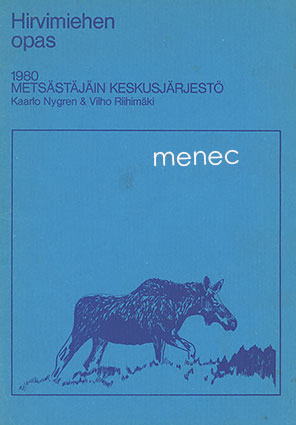 Hirvimiehen
opas
1980
METSÄSTÄJÄIN KESKUSJÄRJESTÖ
Kaarlo Nygren & Vilho Riihimäki
menec